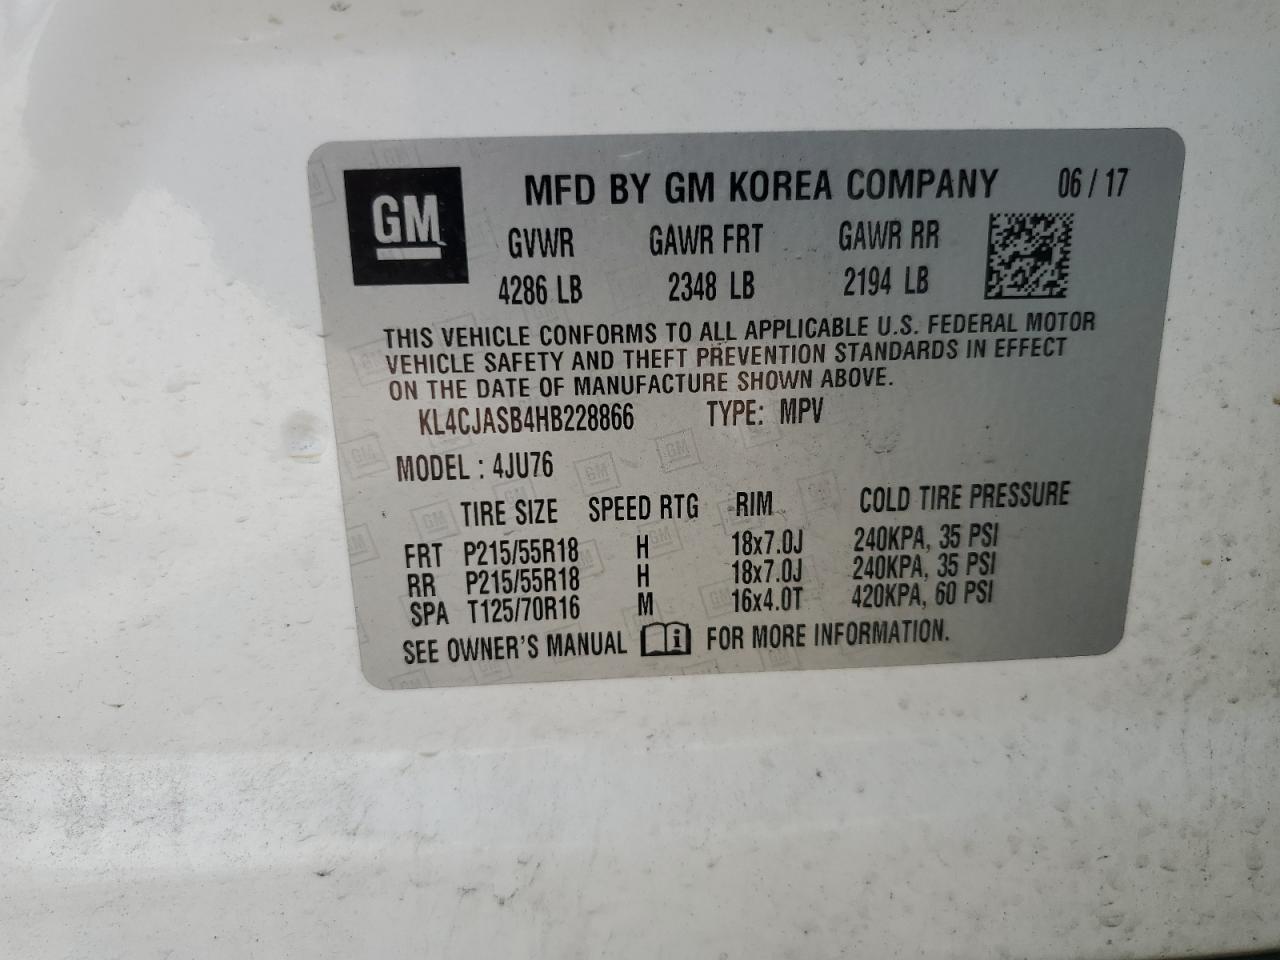 GM
MFD BY GM KOREA COMPANY 06 / 17
GVWR GAWR FRT GAWR RR
4286 LB 2348 LB 2194 LB
THIS VEHICLE CONFORMS TO ALL APPLICABLE U.S. FEDERAL MOTOR
VEHICLE SAFETY AND THEFT PREVENTION STANDARDS IN EFFECT
ON THE DATE OF MANUFACTURE SHOWN ABOVE.
KL4CJASB4HB228866 TYPE: MPV
MODEL : 4JU76
TIRE SIZE SPEED RTG RIM COLD TIRE PRESSURE
FRT P215/55R18 H 18x7.0J 240KPA, 35 PSI
RR P215/55R18 H 18x7.0J 240KPA, 35 PSI
SPA T125/70R16 M 16x4.0T 420KPA, 60 PSI
SEE OWNER'S MANUAL i FOR MORE INFORMATION.